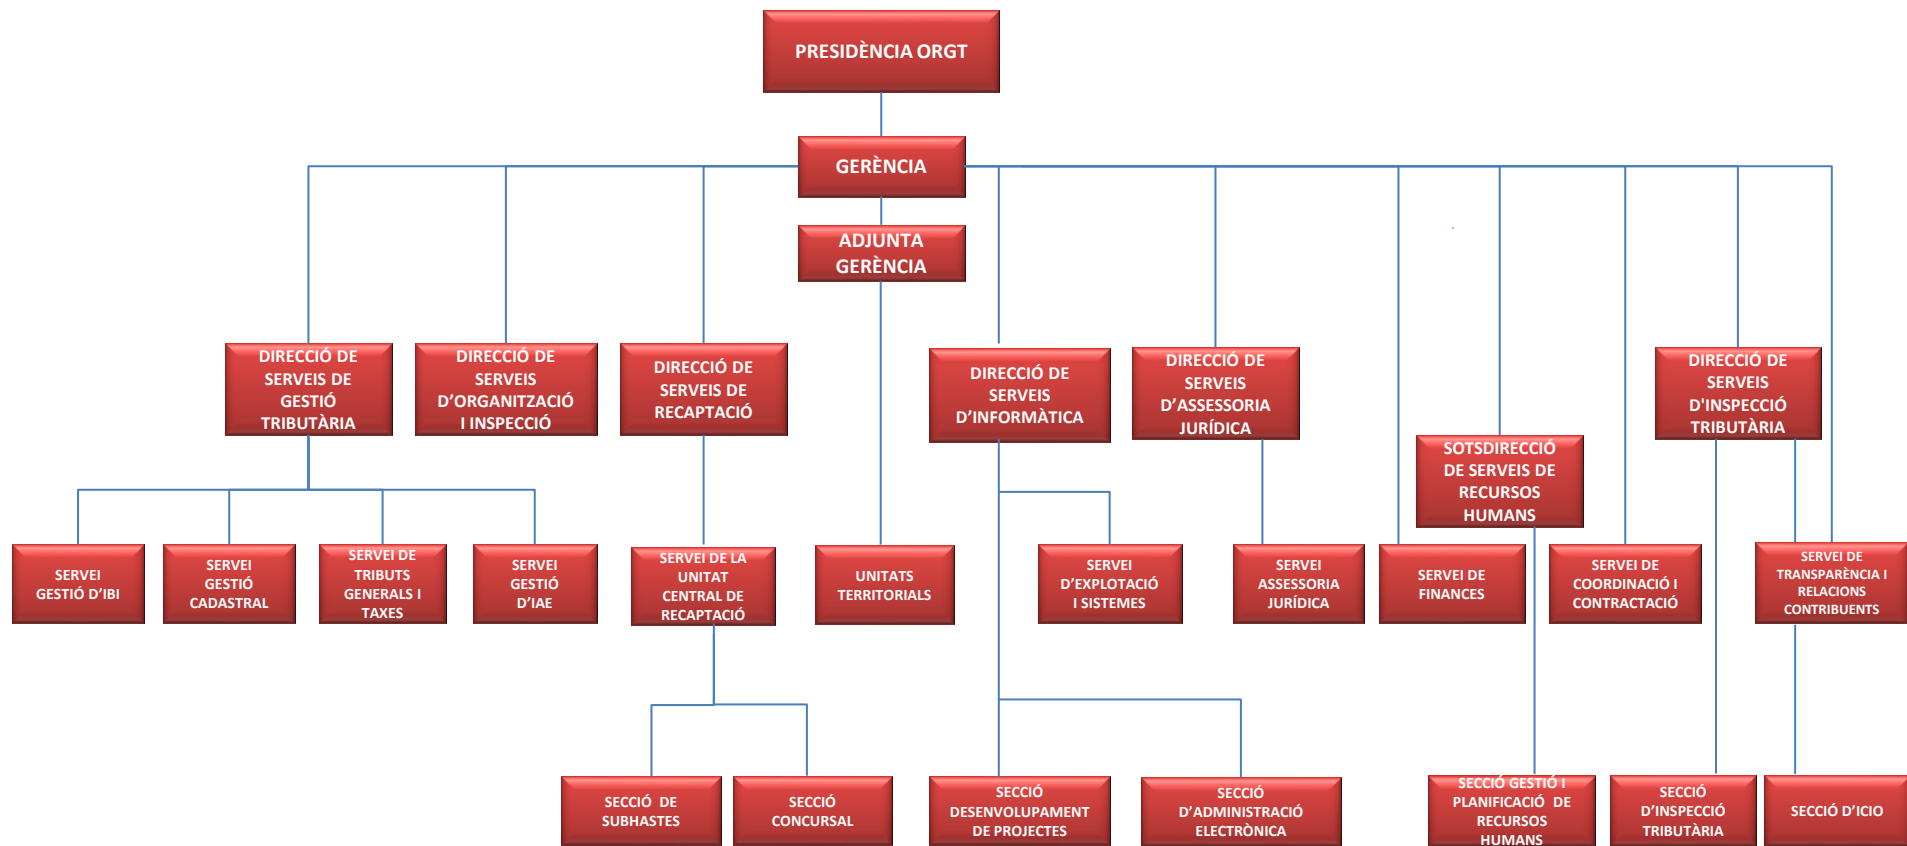 PRESIDÈNCIA ORGT
GERÈNCIA
ADJUNTA
GERÈNCIA
DIRECCIÓ DE
SERVEIS DE
GESTIÓ
TRIBUTÀRIA
DIRECCIÓ DE
SERVEIS
D’ORGANITZACIÓ
I INSPECCIÓ
DIRECCIÓ DE
SERVEIS DE
RECAPTACIÓ
DIRECCIÓ DE
SERVEIS
D’INFORMÀTICA
DIRECCIÓ DE
SERVEIS
D’ASSESSORIA
JURÍDICA
SOTSDIRECCIÓ
DE SERVEIS DE
RECURSOS
HUMANS
DIRECCIÓ DE
SERVEIS
D'INSPECCIÓ
TRIBUTÀRIA
SERVEI
GESTIÓ D’IBI
SERVEI
GESTIÓ
CADASTRAL
SERVEI DE
TRIBUTS
GENERALS I
TAXES
SERVEI
GESTIÓ
D’IAE
SERVEI DE LA
UNITAT
CENTRAL DE
RECAPTACIÓ
UNITATS
TERRITORIALS
SERVEI
D’EXPLOTACIÓ
I SISTEMES
SERVEI
ASSESSORIA
JURÍDICA
SERVEI DE
FINANCES
SERVEI DE
COORDINACIÓ I
CONTRACTACIÓ
SERVEI DE
TRANSPARÈNCIA I
RELACIONS
CONTRIBUENTS
SECCIÓ DE
SUBHASTES
SECCIÓ
CONCURSAL
SECCIÓ
DESENVOLUPAMENT
DE PROJECTES
SECCIÓ
D’ADMINISTRACIÓ
ELECTRÒNICA
SECCIÓ GESTIÓ I
PLANIFICACIÓ DE
RECURSOS
HUMANS
SECCIÓ
D’INSPECCIÓ
TRIBUTÀRIA
SECCIÓ D’ICIO